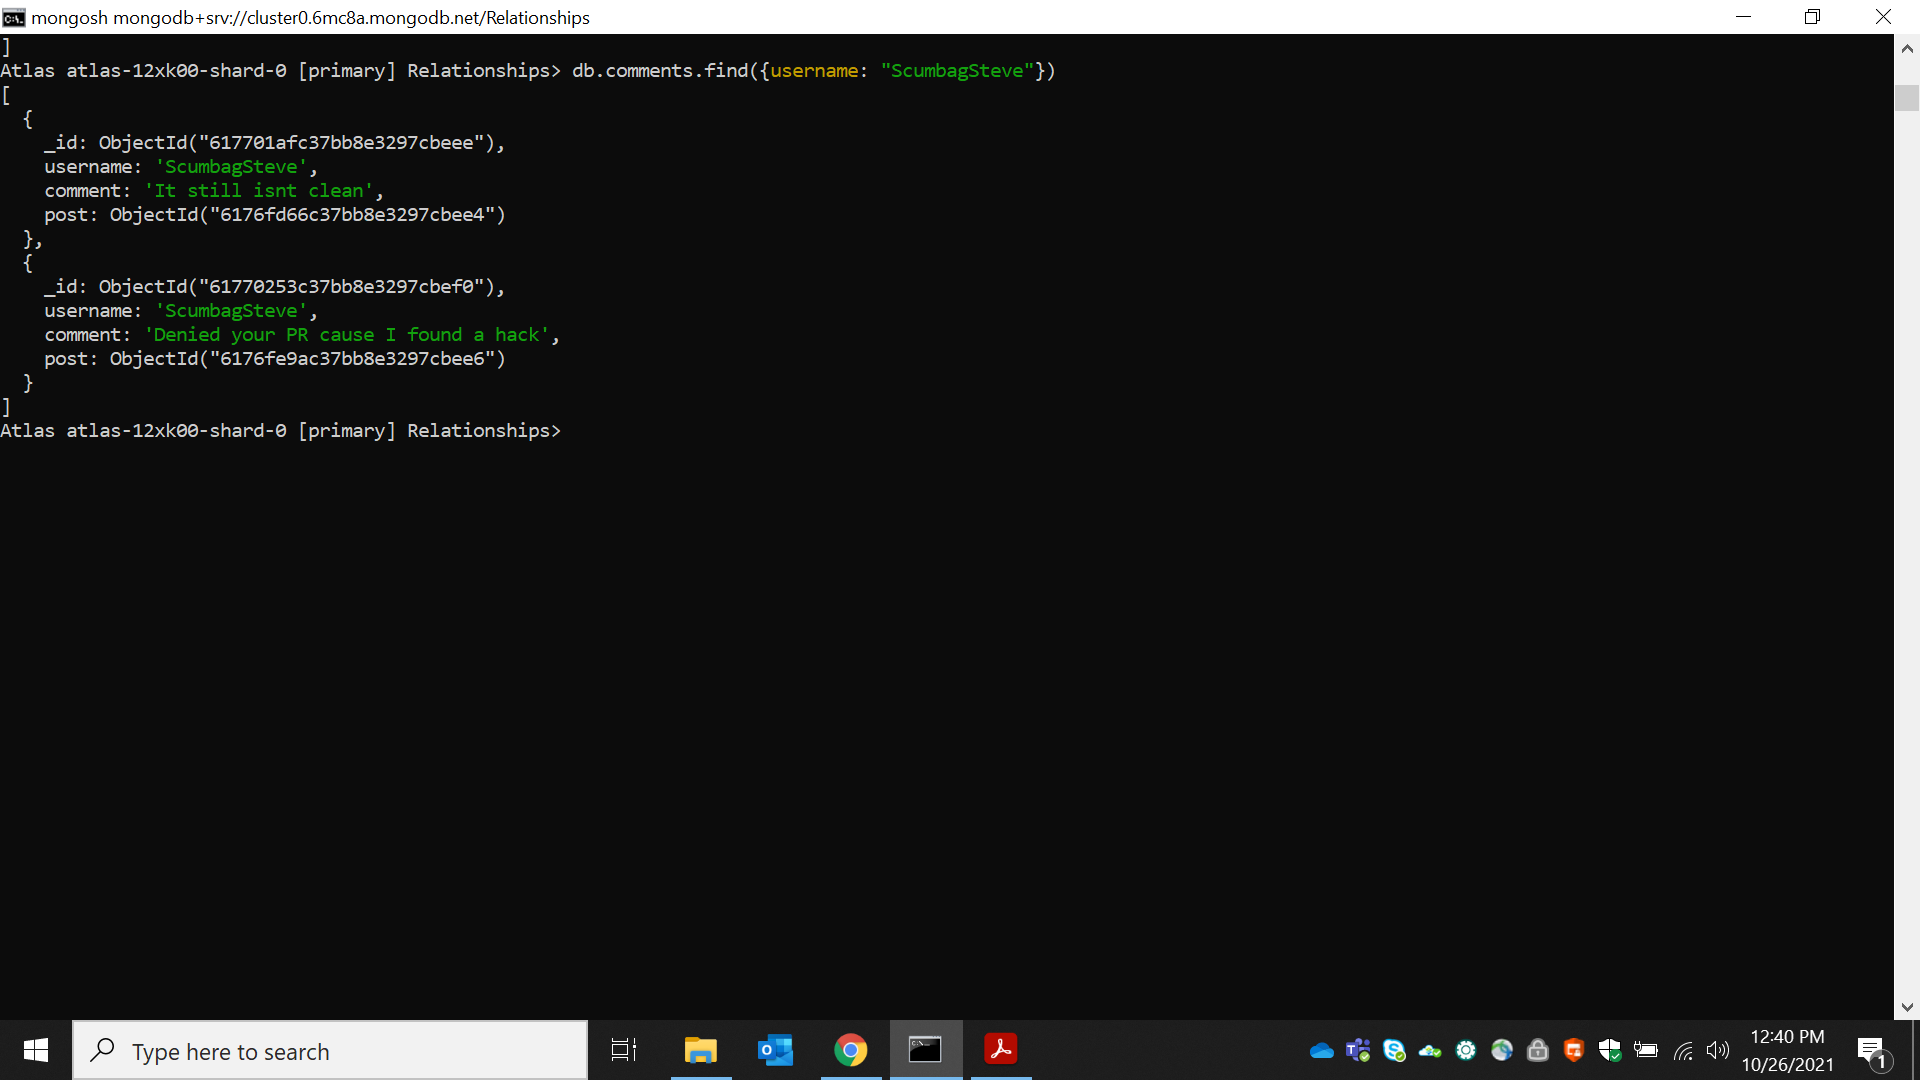 mongosh mongodb+srv://cluster0.6mc8a.mongodb.net/Relationships
]
Atlas atlas-12xk00-shard-0 [primary] Relationships> db.comments.find({username: "ScumbagSteve"})
[
  {
    _id: ObjectId("617701afc37bb8e3297cbeee"),
    username: 'ScumbagSteve',
    comment: 'It still isnt clean',
    post: ObjectId("6176fd66c37bb8e3297cbee4")
  },
  {
    _id: ObjectId("61770253c37bb8e3297cbef0"),
    username: 'ScumbagSteve',
    comment: 'Denied your PR cause I found a hack',
    post: ObjectId("6176fe9ac37bb8e3297cbee6")
  }
]
Atlas atlas-12xk00-shard-0 [primary] Relationships>
Type here to search
12:40 PM
10/26/2021
1